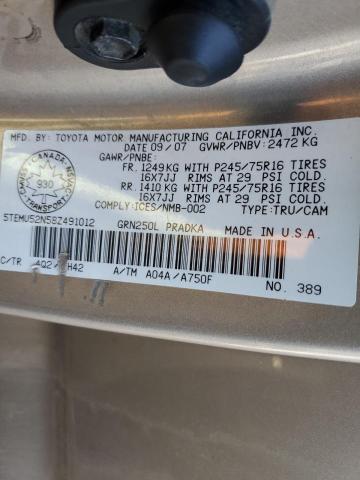 MFD. BY: TOYOTA MOTOR MANUFACTURING CALIFORNIA INC.
DATE 09/07 GVWR/PNBV: 2472 KG
GAWR/PNBE:
FR. 1249 KG WITH P245/75R16 TIRES
16X7JJ RIMS AT 29 PSI COLD.
RR. 1410 KG WITH P245/75R16 TIRES
16X7JJ RIMS AT 29 PSI COLD.
COMPLY:ICES/NMB-002 TYPE:TRU/CAM
CANADA
930
TRANSPORT
5TEMU52N58Z491012 GRN250L PRADKA MADE IN U.S.A.
C/TR 4Q2/ H42 A/TM A04A/A750F
NO. 389